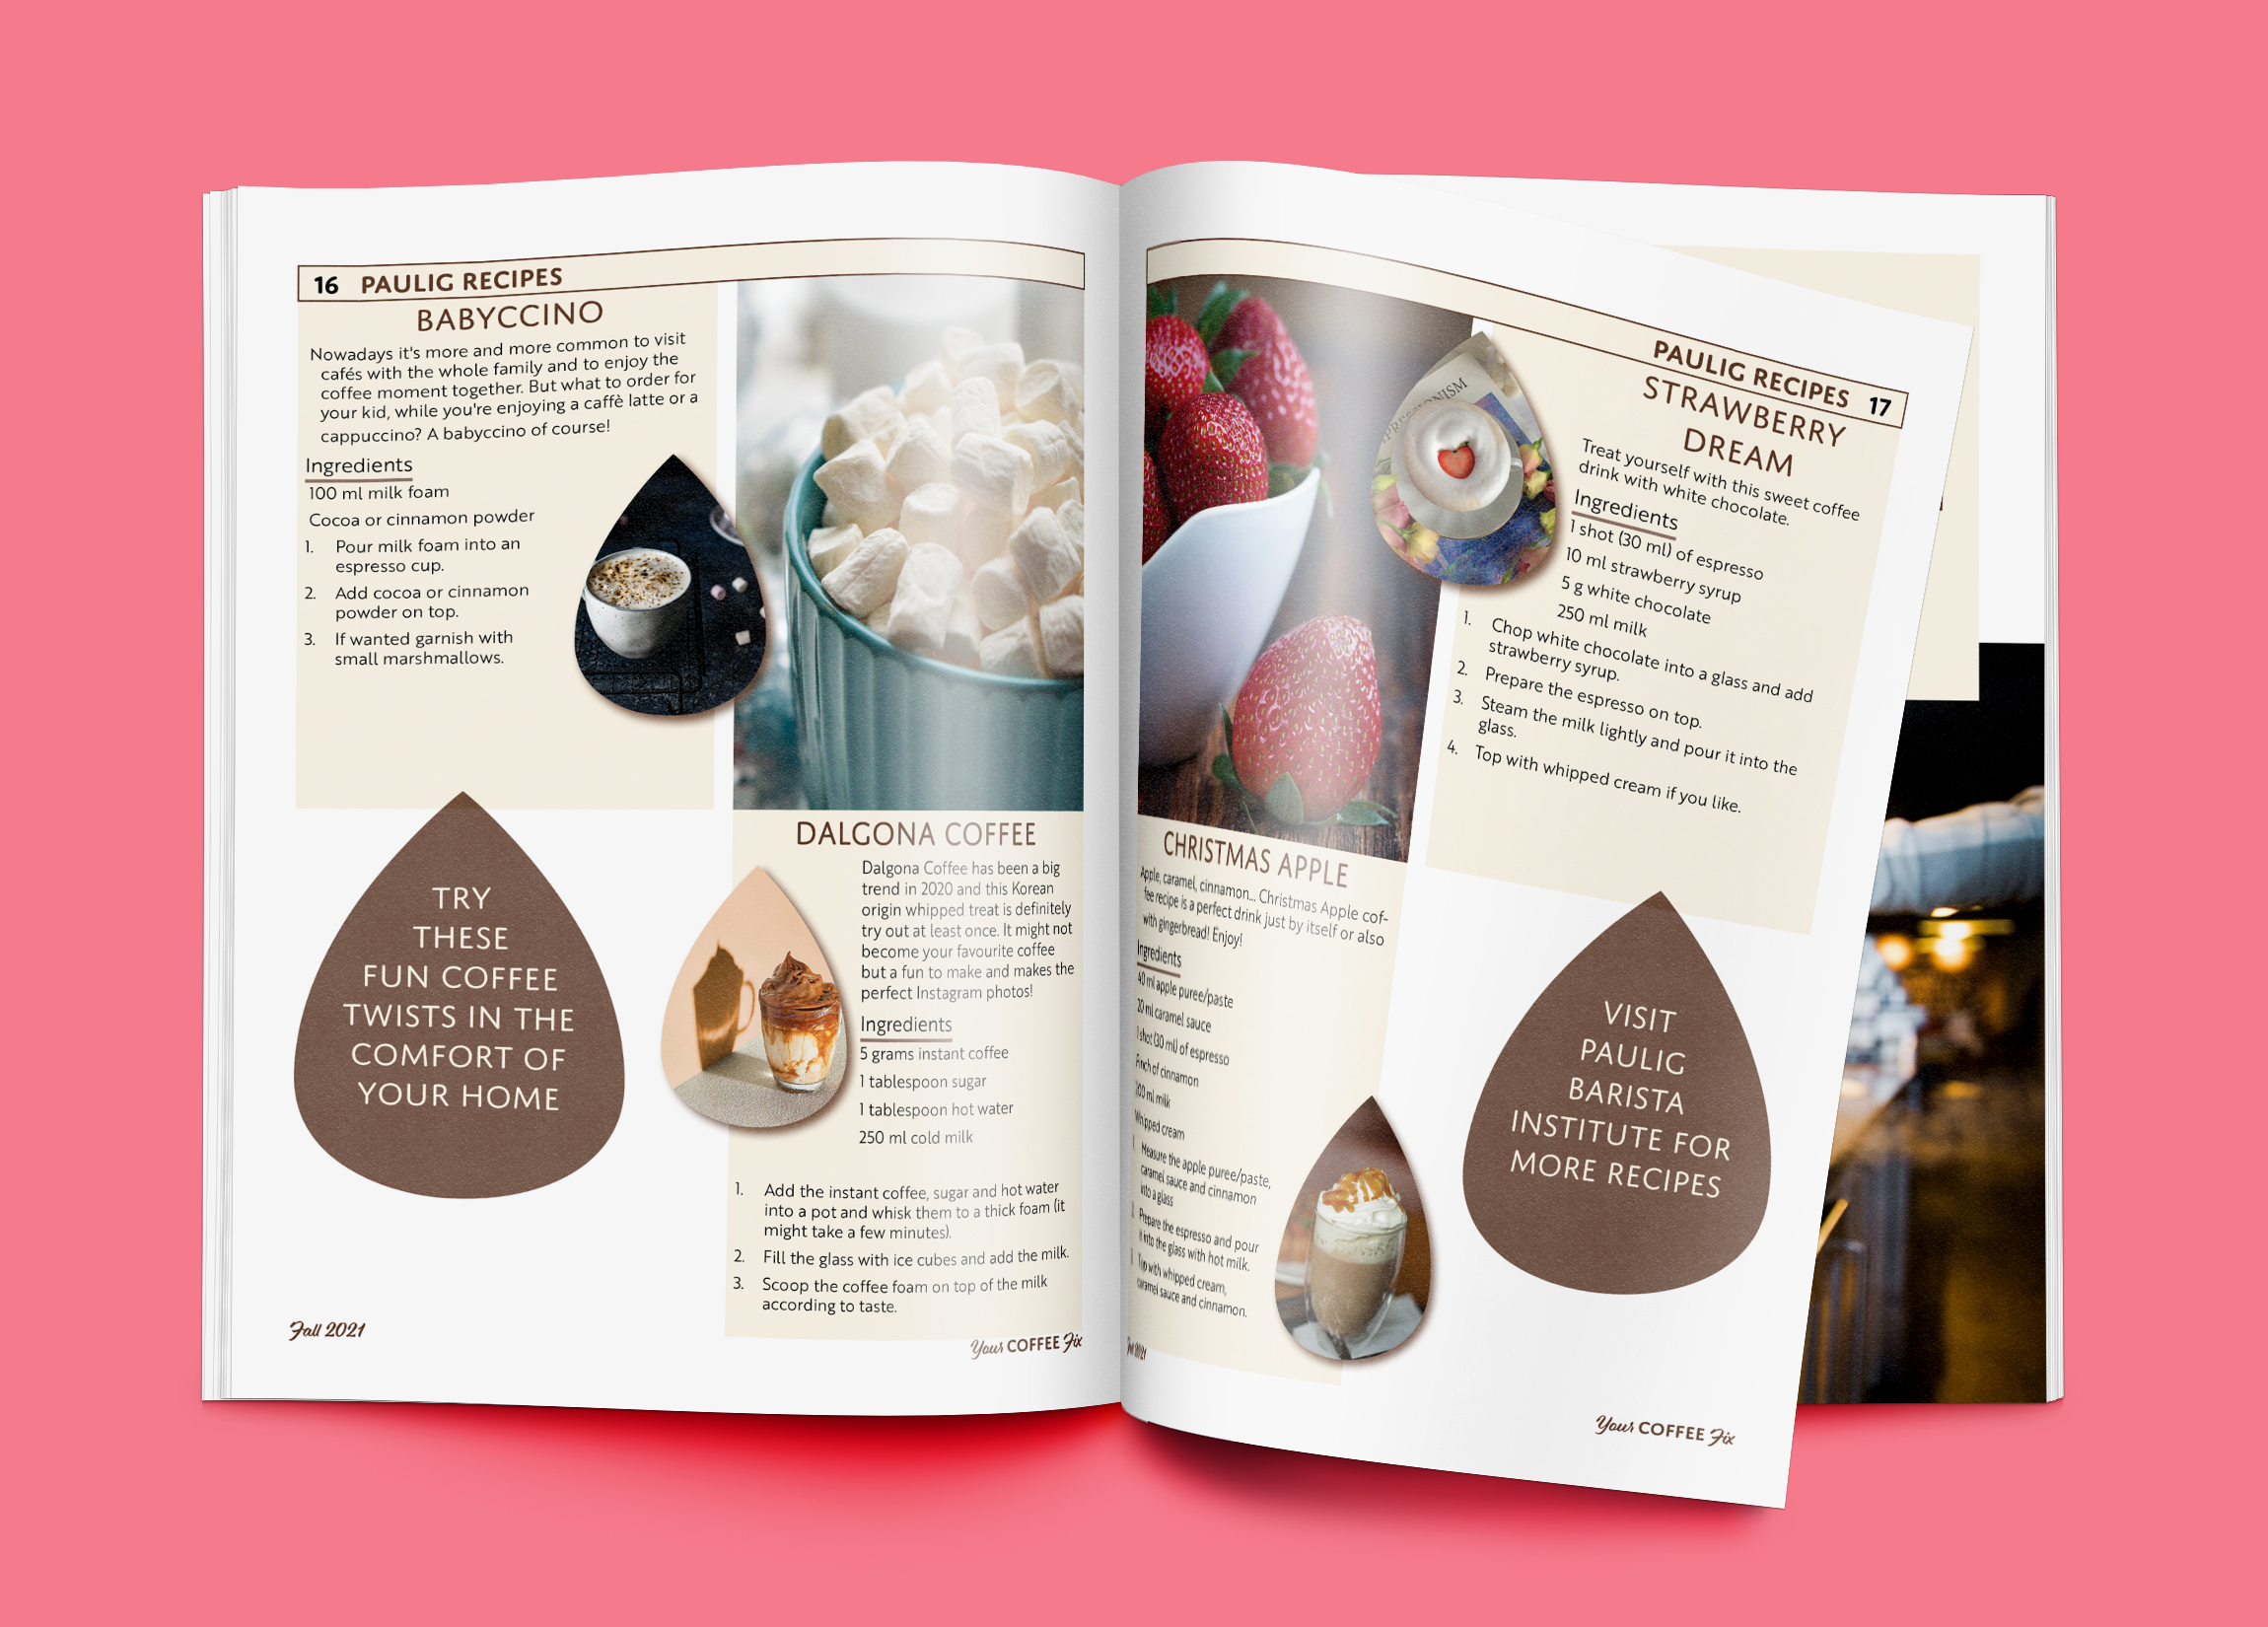 16 PAULIG RECIPES
BABYCCINO
Nowadays it's more and more common to visit
cafés with the whole family and to enjoy the
coffee moment together. But what to order for
your kid, while you're enjoying a caffè latte or a
cappuccino? A babyccino of course!
Ingredients
100 ml milk foam
Cocoa or cinnamon powder
1. Pour milk foam into an
espresso cup.
2. Add cocoa or cinnamon
powder on top.
3. If wanted garnish with
small marshmallows.
TRY
THESE
FUN COFFEE
TWISTS IN THE
COMFORT OF
YOUR HOME
DALGONA COFFEE
Dalgona Coffee has been a big
trend in 2020 and this Korean
origin whipped treat is definitely
try out at least once. It might not
become your favourite coffee
but a fun to make and makes the
perfect Instagram photos!
Ingredients
5 grams instant coffee
1 tablespoon sugar
1 tablespoon hot water
250 ml cold milk
1. Add the instant coffee, sugar and hot water
into a pot and whisk them to a thick foam (it
might take a few minutes).
2. Fill the glass with ice cubes and add the milk.
3. Scoop the coffee foam on top of the milk
according to taste.
Fall 2021
Your COFFEE Fix
PAULIG RECIPES 17
STRAWBERRY
DREAM
Treat yourself with this sweet coffee
drink with white chocolate.
Ingredients
1 shot (30 ml) of espresso
10 ml strawberry syrup
5 g white chocolate
250 ml milk
1. Chop white chocolate into a glass and add
strawberry syrup.
2. Prepare the espresso on top.
3. Steam the milk lightly and pour it into the
glass.
4. Top with whipped cream if you like.
CHRISTMAS APPLE
Apple, caramel, cinnamon... Christmas Apple cof-
fee recipe is a perfect drink just by itself or also
with gingerbread! Enjoy!
Ingredients
40 ml apple puree/paste
20 ml caramel sauce
1 shot (30 ml) of espresso
Pinch of cinnamon
200 ml milk
Whipped cream
Measure the apple puree/paste,
caramel sauce and cinnamon
into a glass
Prepare the espresso and pour
it into the glass with hot milk.
Top with whipped cream,
caramel sauce and cinnamon.
VISIT
PAULIG
BARISTA
INSTITUTE FOR
MORE RECIPES
Fall 2021
Your COFFEE Fix